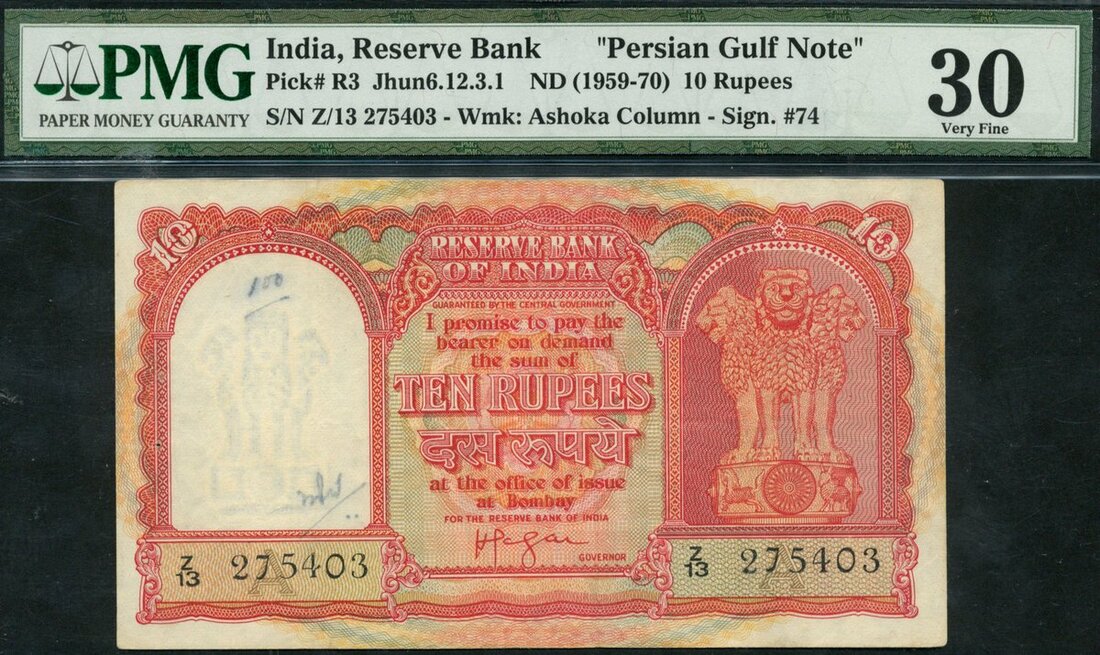 PMG
PAPER MONEY GUARANTY
India, Reserve Bank "Persian Gulf Note"
Pick# R3 Jhun6.12.3.1 ND (1959-70) 10 Rupees
S/N Z/13 275403 - Wmk: Ashoka Column - Sign. #74
30
Very Fine
10
10
RESERVE BANK
OF INDIA
GUARANTEED BY THE CENTRAL GOVERNMENT
I promise to pay the
bearer on demand
the sum of
TEN RUPEES
दस रुपये
at the office of issue
at Bombay
FOR THE RESERVE BANK OF INDIA
GOVERNOR
100
Z/13 275403
A
Z/13 275403
A